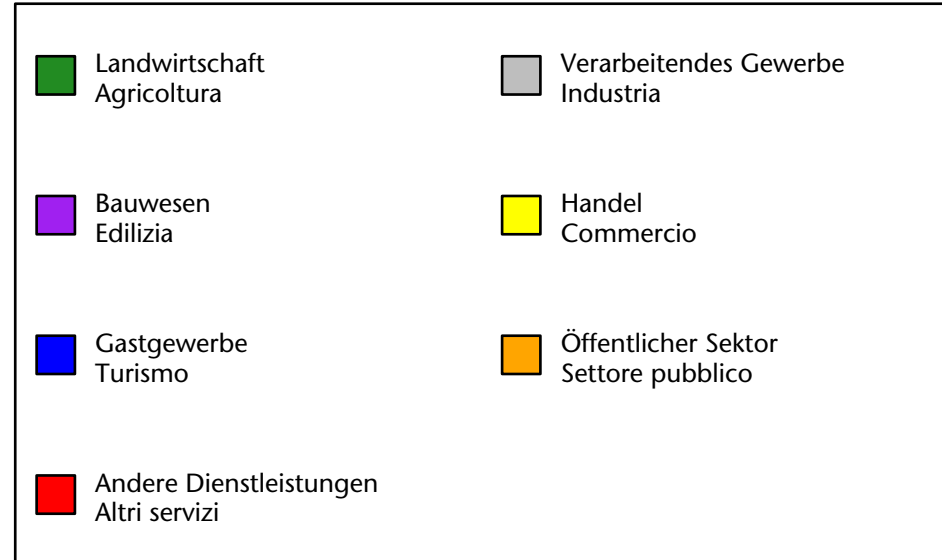 Landwirtschaft
Agricoltura
Verarbeitendes Gewerbe
Industria
Bauwesen
Edilizia
Handel
Commercio
Gastgewerbe
Turismo
Öffentlicher Sektor
Settore pubblico
Andere Dienstleistungen
Altri servizi